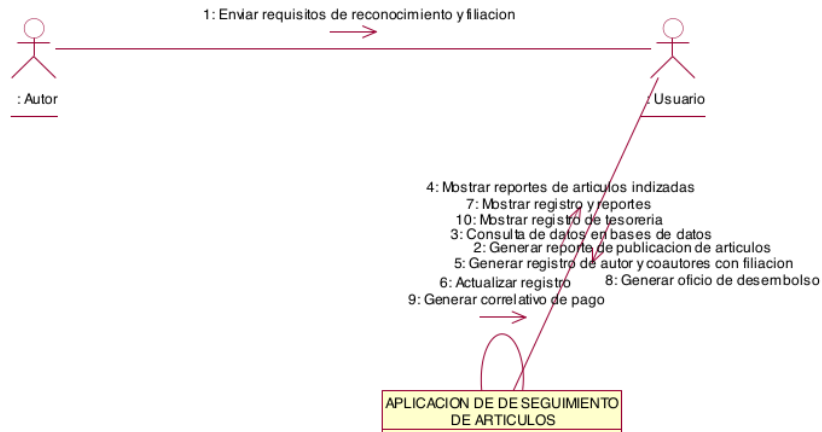 1: Enviar requisitos de reconocimiento y filiacion
: Autor
: Usuario
4: Mostrar reportes de articulos indizadas
7: Mostrar registro y reportes
10: Mostrar registro de tesoreria
3: Consulta de datos en bases de datos
2: Generar reporte de publicacion de articulos
5: Generar registro de autor y coautores con filiacion
6: Actualizar registro
8: Generar oficio de desembolso
9: Generar correlativo de pago
APLICACION DE DE SEGUIMIENTO
DE ARTICULOS